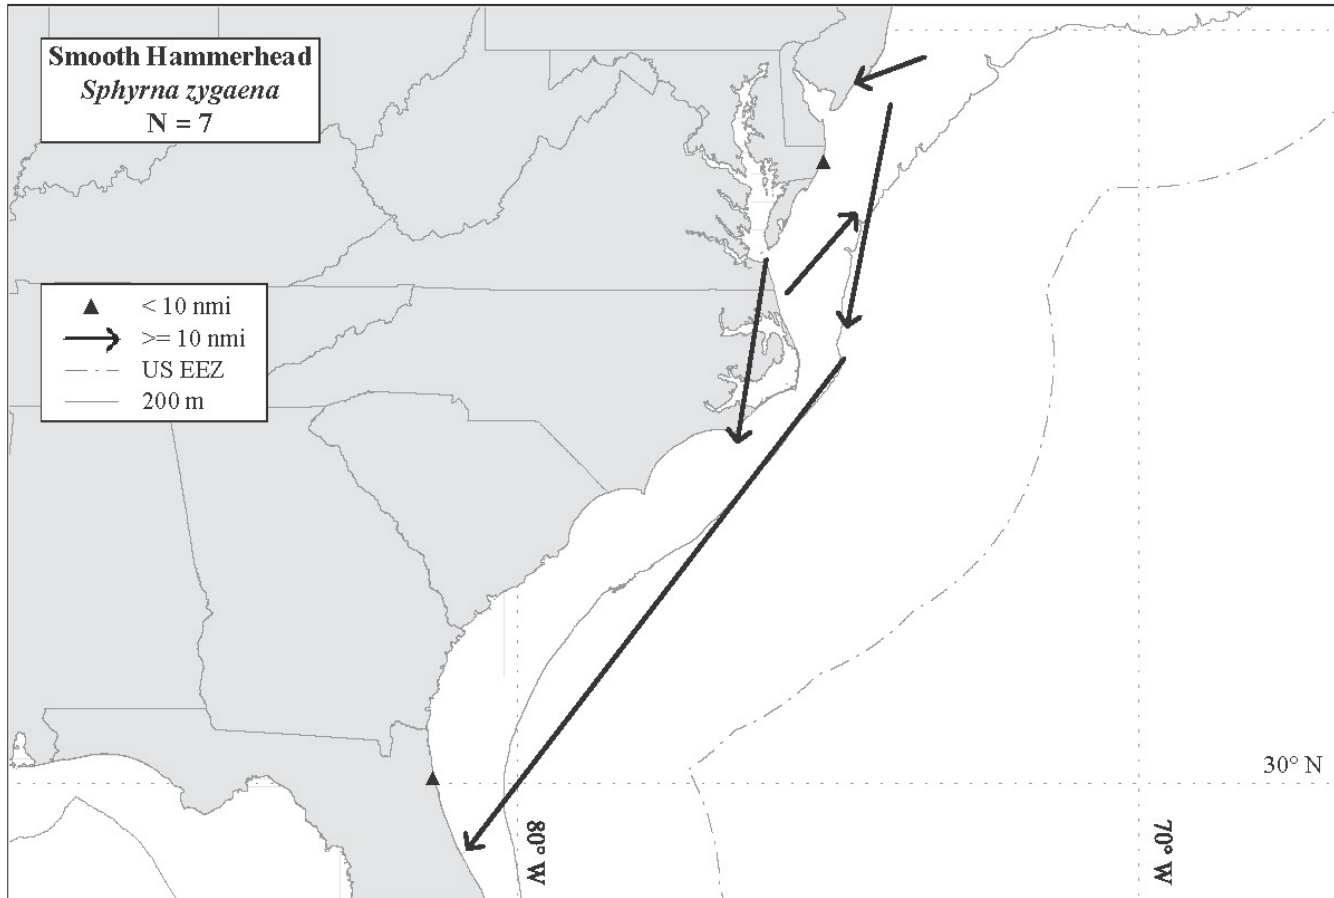 Smooth Hammerhead
Sphyrna zygaena
N = 7
< 10 nmi
>= 10 nmi
US EEZ
200 m
30° N
80° W
70° W